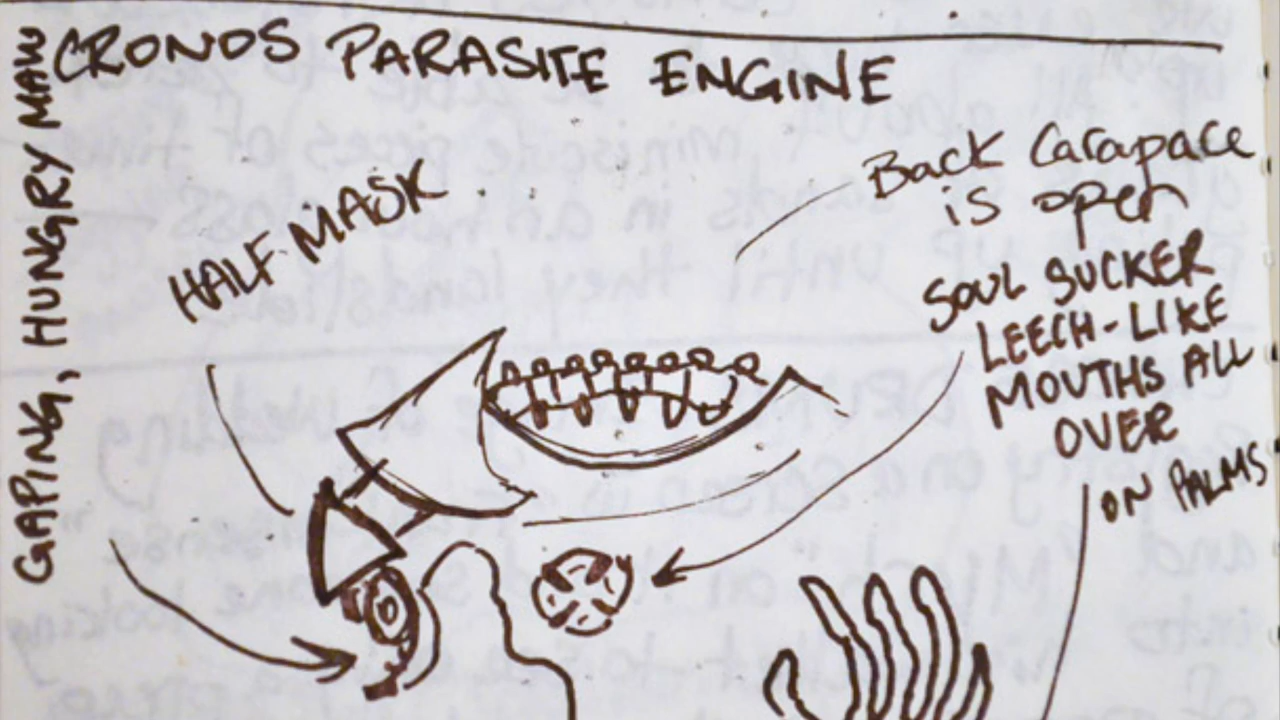 CRONOS PARASITE ENGINE
GAPING, HUNGRY MAW
HALF MASK
Back Carapace
is open
SOUL SUCKER
LEECH-LIKE
MOUTHS ALL
OVER
ON PALMS